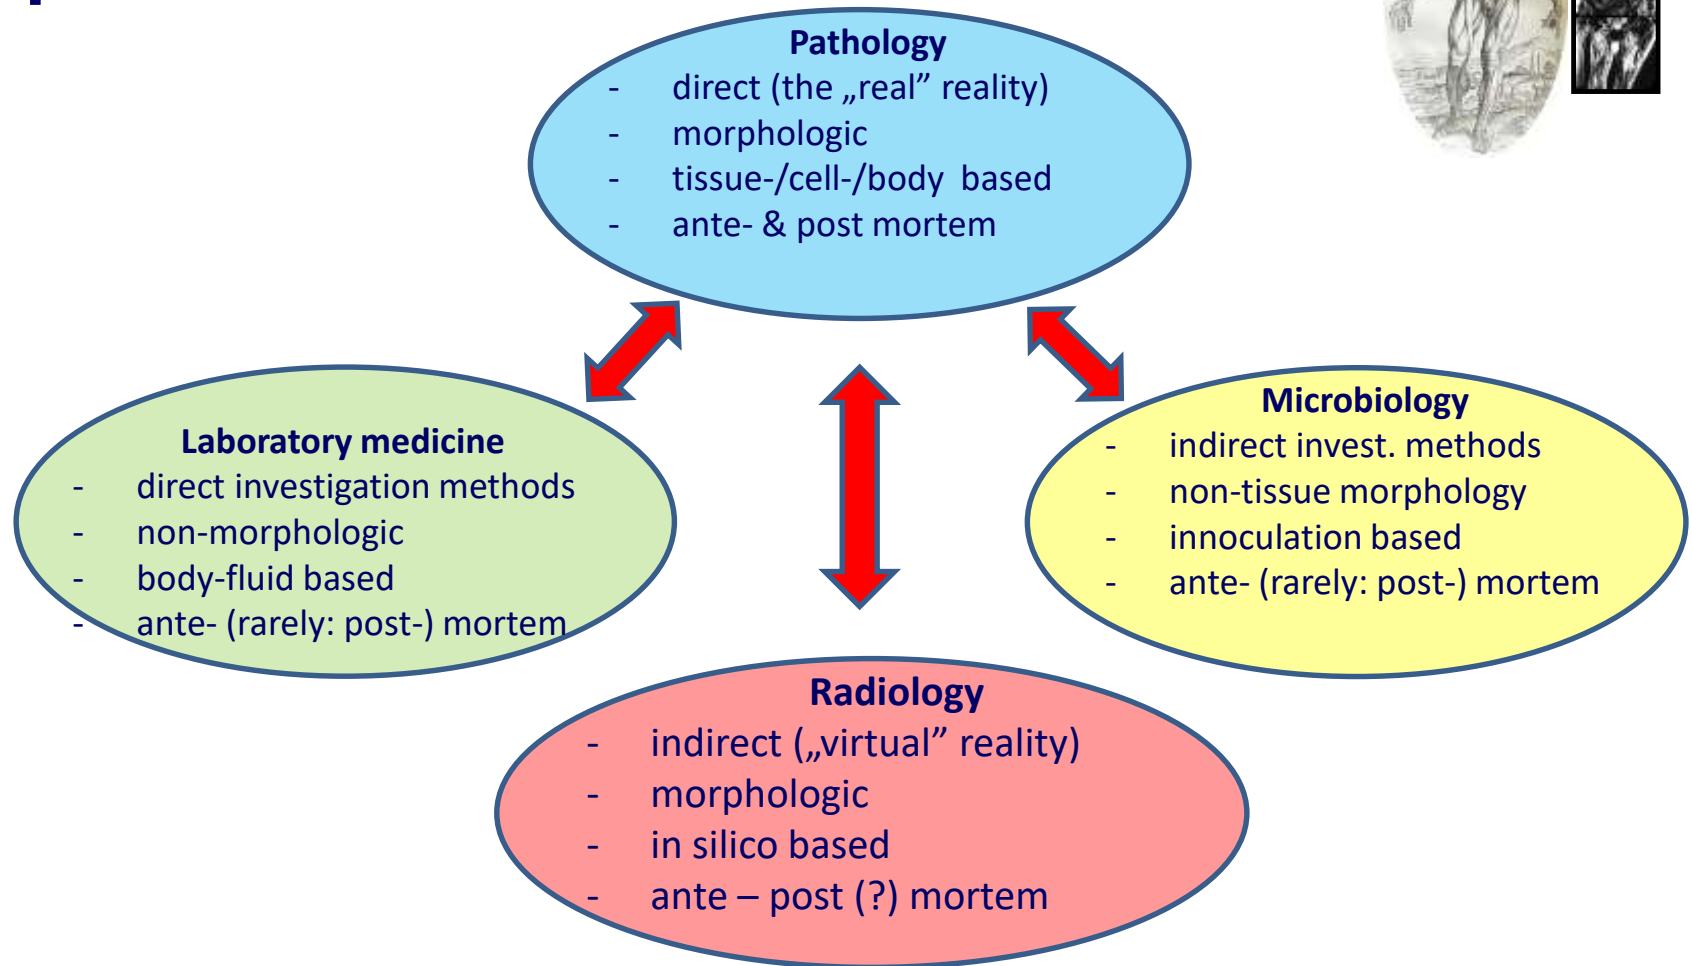 Pathology
- direct (the „real” reality)
- morphologic
- tissue-/cell-/body based
- ante- & post mortem
Laboratory medicine
- direct investigation methods
- non-morphologic
- body-fluid based
- ante- (rarely: post-) mortem
Microbiology
- indirect invest. methods
- non-tissue morphology
- innoculation based
- ante- (rarely: post-) mortem
Radiology
- indirect („virtual” reality)
- morphologic
- in silico based
- ante – post (?) mortem